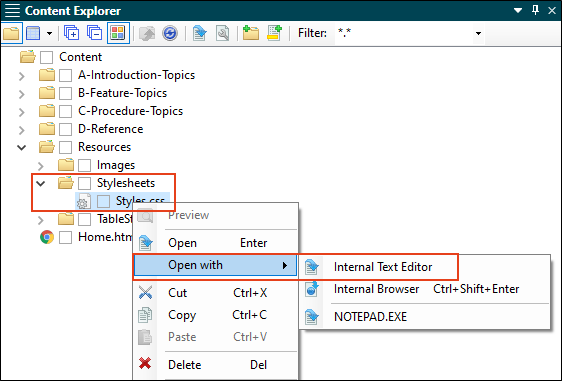 Content Explorer
Filter: *.*
Content
A-Introduction-Topics
B-Feature-Topics
C-Procedure-Topics
D-Reference
Resources
Images
Stylesheets
Styles.css
TableSt
Home.htm
Preview
Open Enter
Open with
Cut Ctrl+X
Copy Ctrl+C
Paste Ctrl+V
Delete Del
Internal Text Editor
Internal Browser Ctrl+Shift+Enter
NOTEPAD.EXE